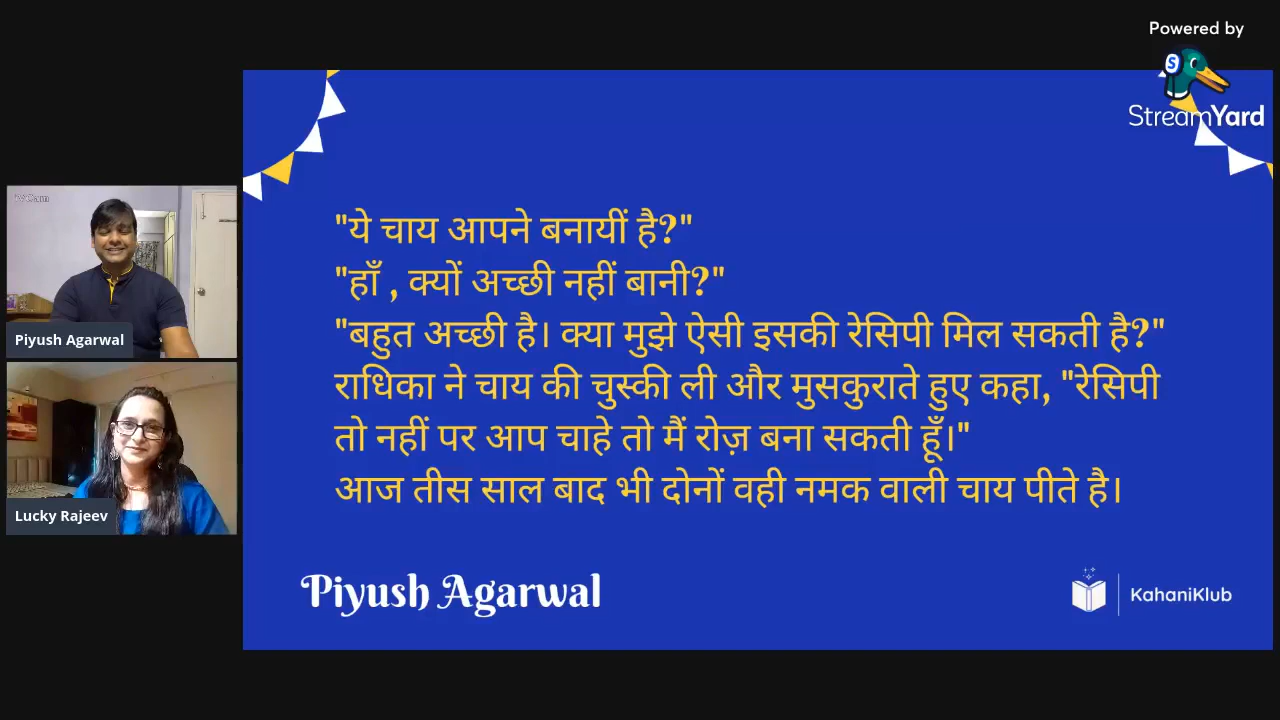 Powered by
StreamYard
"ये चाय आपने बनायीं है?"
"हाँ , क्यों अच्छी नहीं बानी?"
"बहुत अच्छी है। क्या मुझे ऐसी इसकी रेसिपी मिल सकती है?"
राधिका ने चाय की चुस्की ली और मुसकुराते हुए कहा, "रेसिपी
तो नहीं पर आप चाहे तो मैं रोज़ बना सकती हूँ।"
आज तीस साल बाद भी दोनों वही नमक वाली चाय पीते है।
Piyush Agarwal
KahaniKlub
Piyush Agarwal
Lucky Rajeev